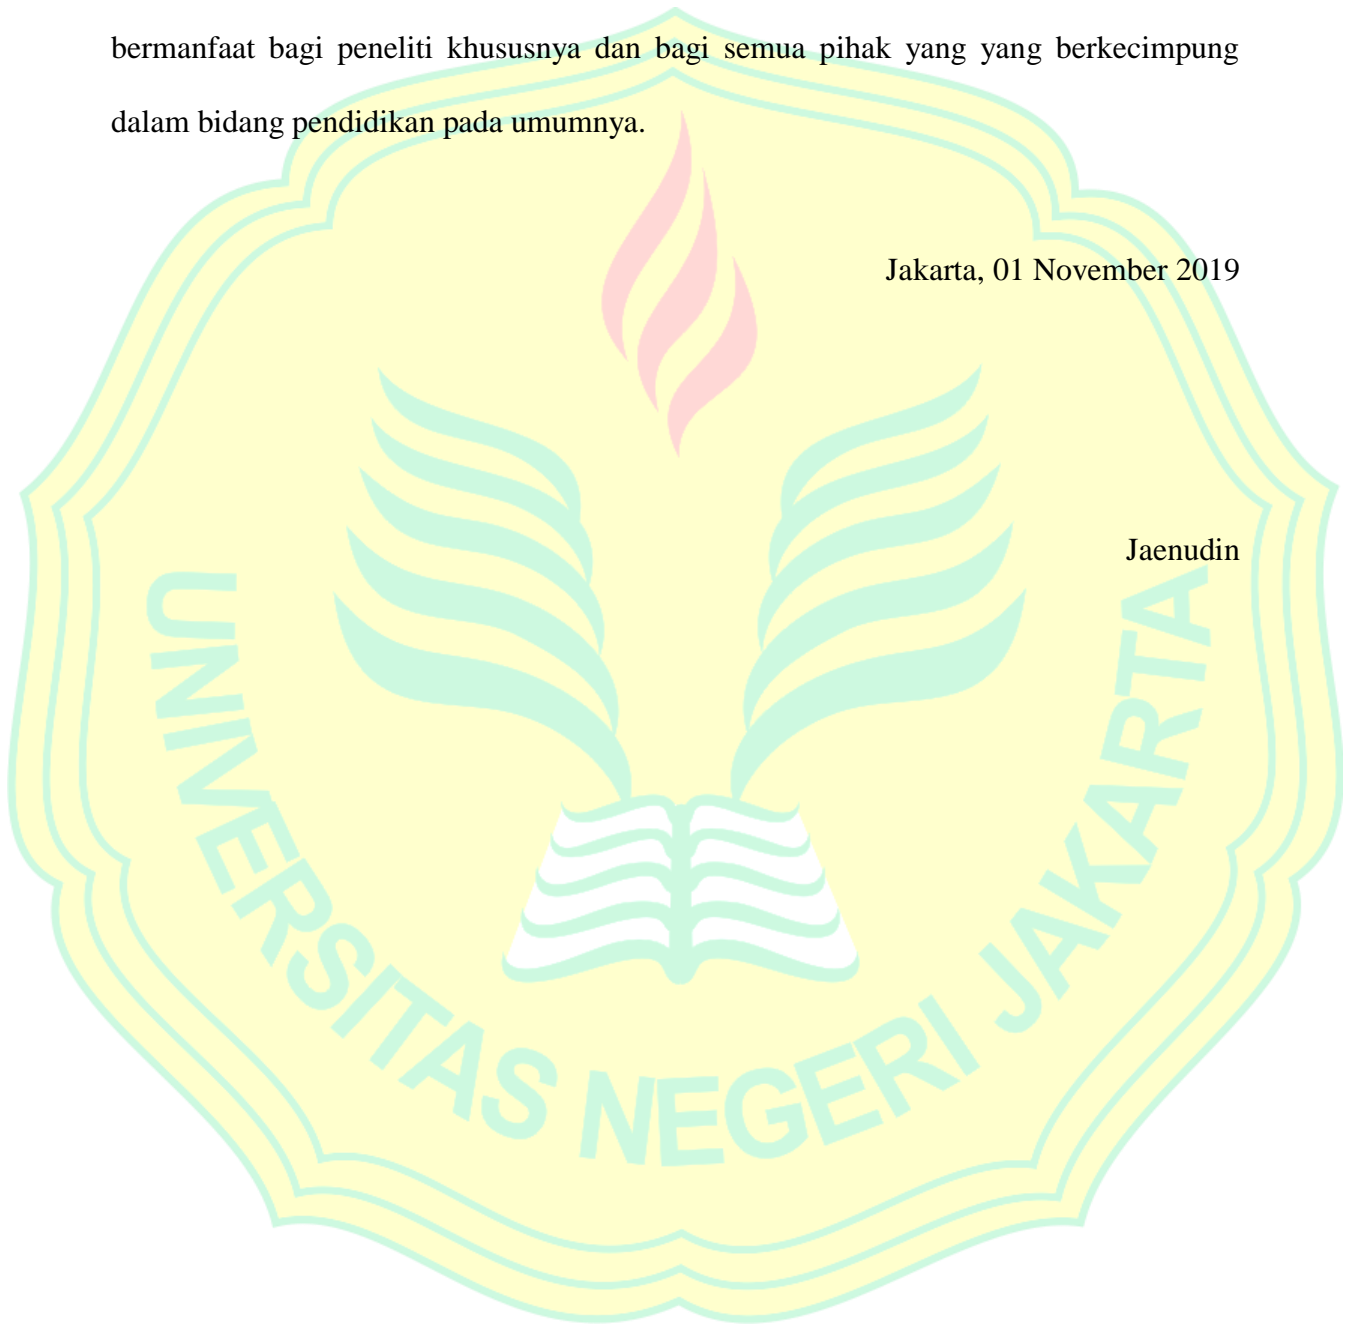 bermanfaat bagi peneliti khususnya dan bagi semua pihak yang yang berkecimpung
dalam bidang pendidikan pada umumnya.
Jakarta, 01 November 2019
Jaenudin
UNIVERSITAS NEGERI JAKARTA